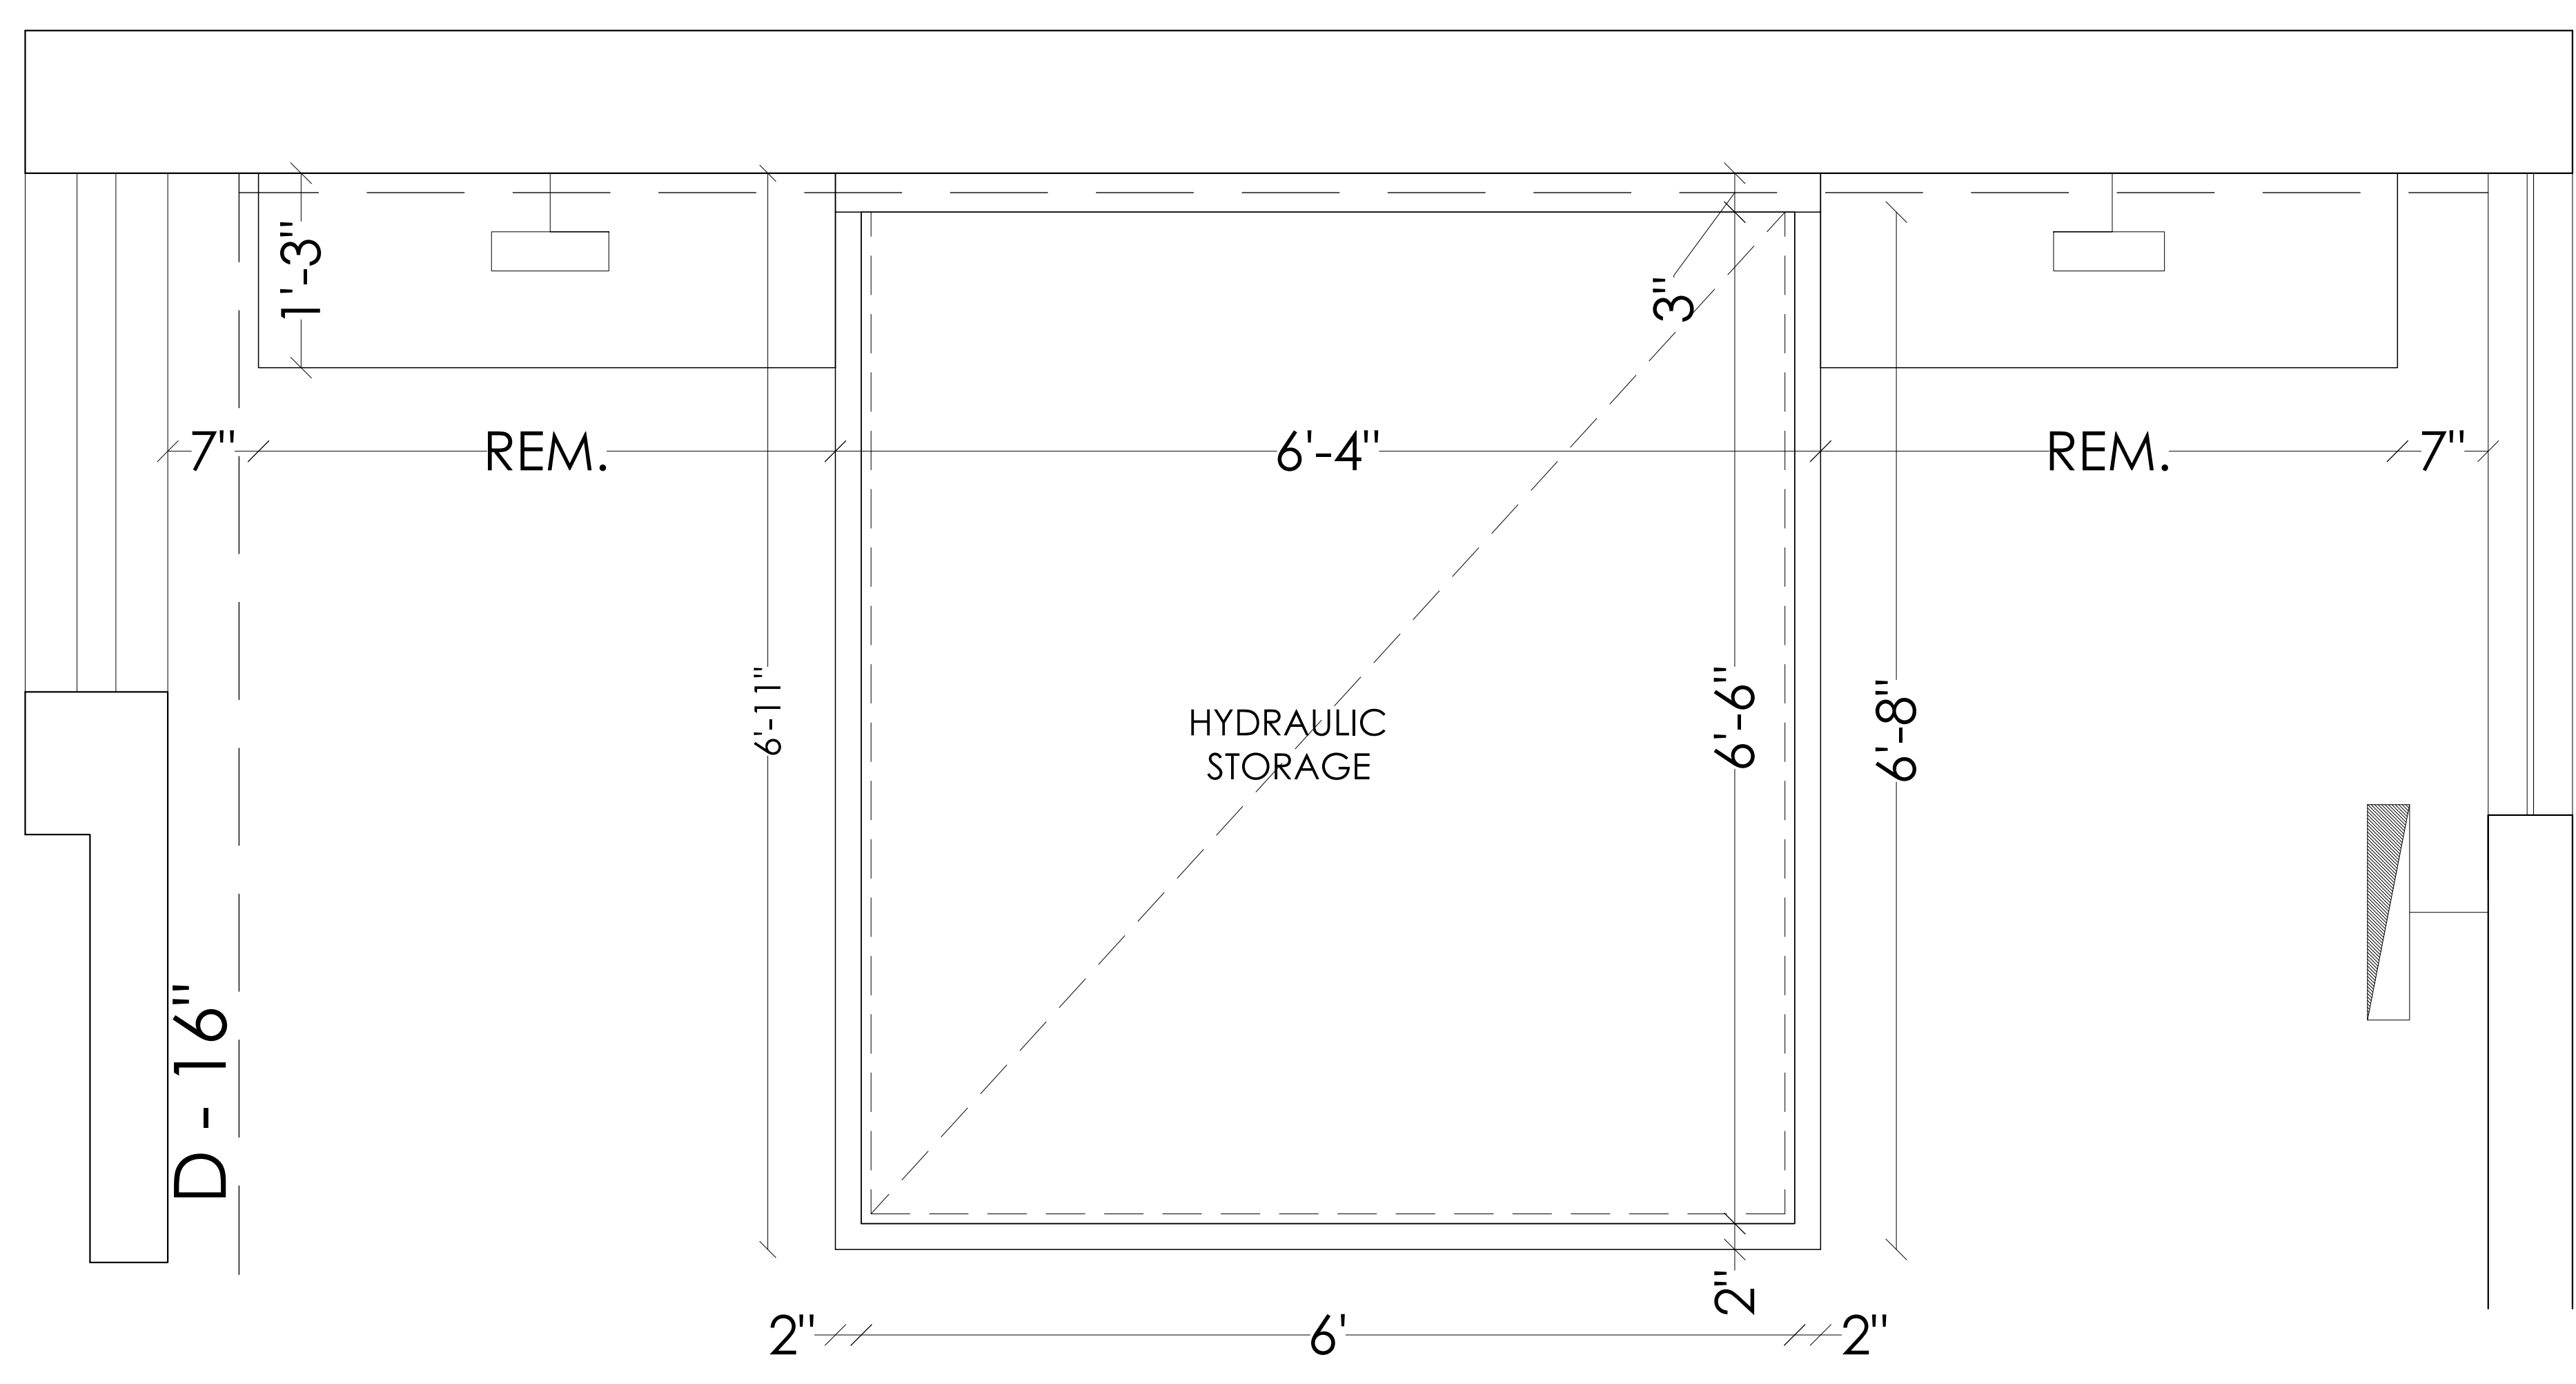 1'-3"
3"
7"
REM.
6'-4"
REM.
7"
6'-11"
HYDRAULIC
STORAGE
6'-6"
6'-8"
D - 16"
2"
2"
6'
2"